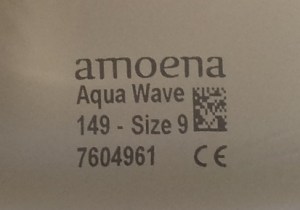 amoena
Aqua Wave
149 - Size 9
7604961 CE